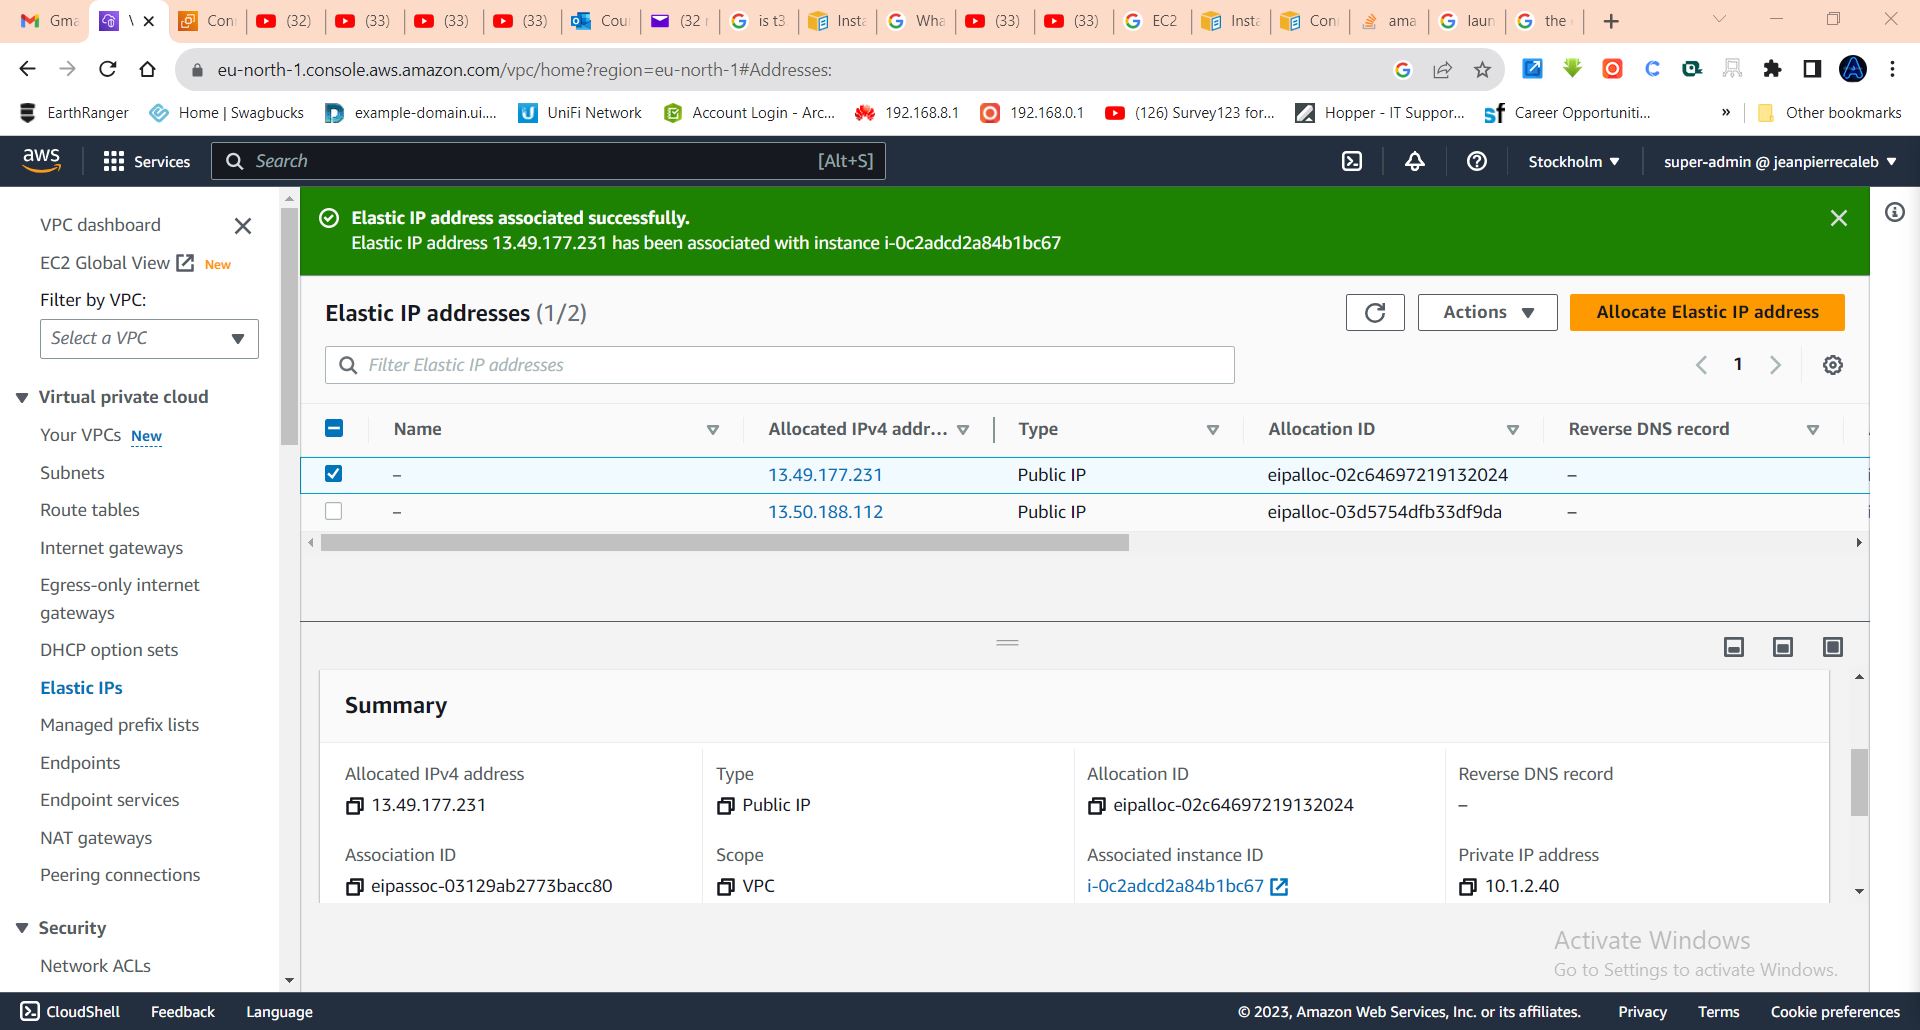 Gma
V
Con
(32)
(33)
(33)
(33)
Cour
(32 r
is t3
Insta
Wha
(33)
(33)
EC2
Insta
Con
ama
laun
the
eu-north-1.console.aws.amazon.com/vpc/home?region=eu-north-1#Addresses:
EarthRanger
Home | Swagbucks
example-domain.ui....
UniFi Network
Account Login - Arc...
192.168.8.1
192.168.0.1
(126) Survey123 for...
Hopper - IT Suppor...
Career Opportuniti...
»
Other bookmarks
aws
Services
Search
[Alt+S]
Stockholm
super-admin @ jeanpierrecaleb
VPC dashboard
EC2 Global View
New
Filter by VPC:
Select a VPC
Virtual private cloud
Your VPCs New
Subnets
Route tables
Internet gateways
Egress-only internet
gateways
DHCP option sets
Elastic IPs
Managed prefix lists
Endpoints
Endpoint services
NAT gateways
Peering connections
Security
Network ACLs
Elastic IP address associated successfully.
Elastic IP address 13.49.177.231 has been associated with instance i-0c2adcd2a84b1bc67
Elastic IP addresses (1/2)
Actions
Allocate Elastic IP address
Filter Elastic IP addresses
1
Name
Allocated IPv4 addr...
Type
Allocation ID
Reverse DNS record
–
13.49.177.231
Public IP
eipalloc-02c64697219132024
–
–
13.50.188.112
Public IP
eipalloc-03d5754dfb33df9da
–
Summary
Allocated IPv4 address
13.49.177.231
Type
Public IP
Allocation ID
eipalloc-02c64697219132024
Reverse DNS record
–
Association ID
eipassoc-03129ab2773bacc80
Scope
VPC
Associated instance ID
i-0c2adcd2a84b1bc67
Private IP address
10.1.2.40
Activate Windows
Go to Settings to activate Windows.
CloudShell
Feedback
Language
© 2023, Amazon Web Services, Inc. or its affiliates.
Privacy
Terms
Cookie preferences